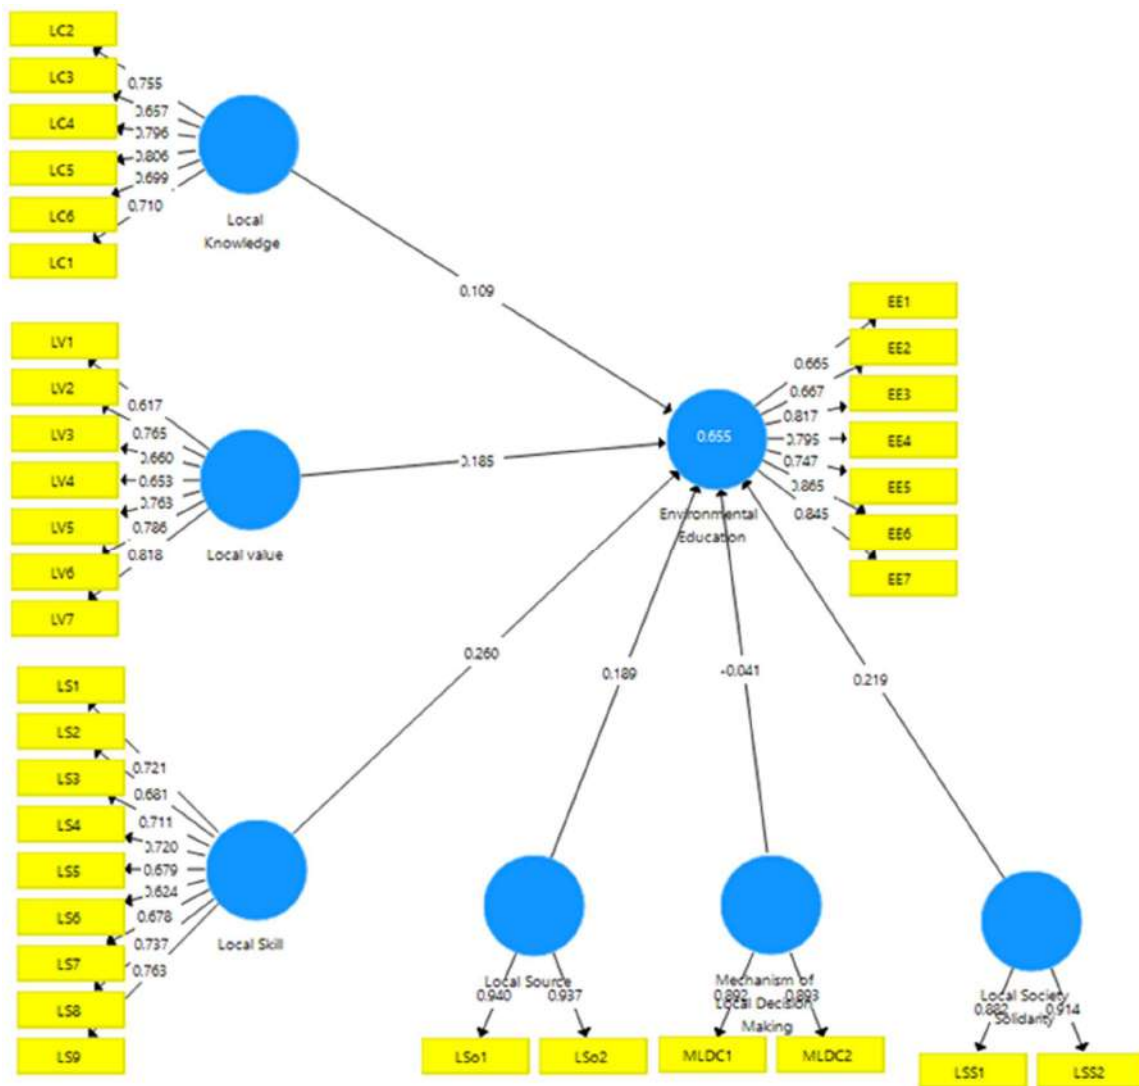 LC2
LC3
LC4
LC5
LC6
LC1
0.755
0.657
0.796
0.806
0.699
0.710
Local
Knowledge
0.109
LV1
LV2
LV3
LV4
LV5
LV6
LV7
0.617
0.765
0.660
0.653
0.763
0.786
0.818
Local value
0.185
EE1
EE2
EE3
EE4
EE5
EE6
EE7
0.665
0.667
0.817
0.795
0.747
0.865
0.845
0.655
Environmental
Education
LS1
LS2
LS3
LS4
LS5
LS6
LS7
LS8
LS9
0.721
0.681
0.711
0.720
0.679
0.624
0.678
0.737
0.763
Local Skill
0.260
0.189
-0.041
0.219
Local Source
0.940
0.937
LSo1
LSo2
Mechanism of
Local Decision
Making
0.892
0.893
MLDC1
MLDC2
Local Society
Solidarity
0.882
0.914
LSS1
LSS2